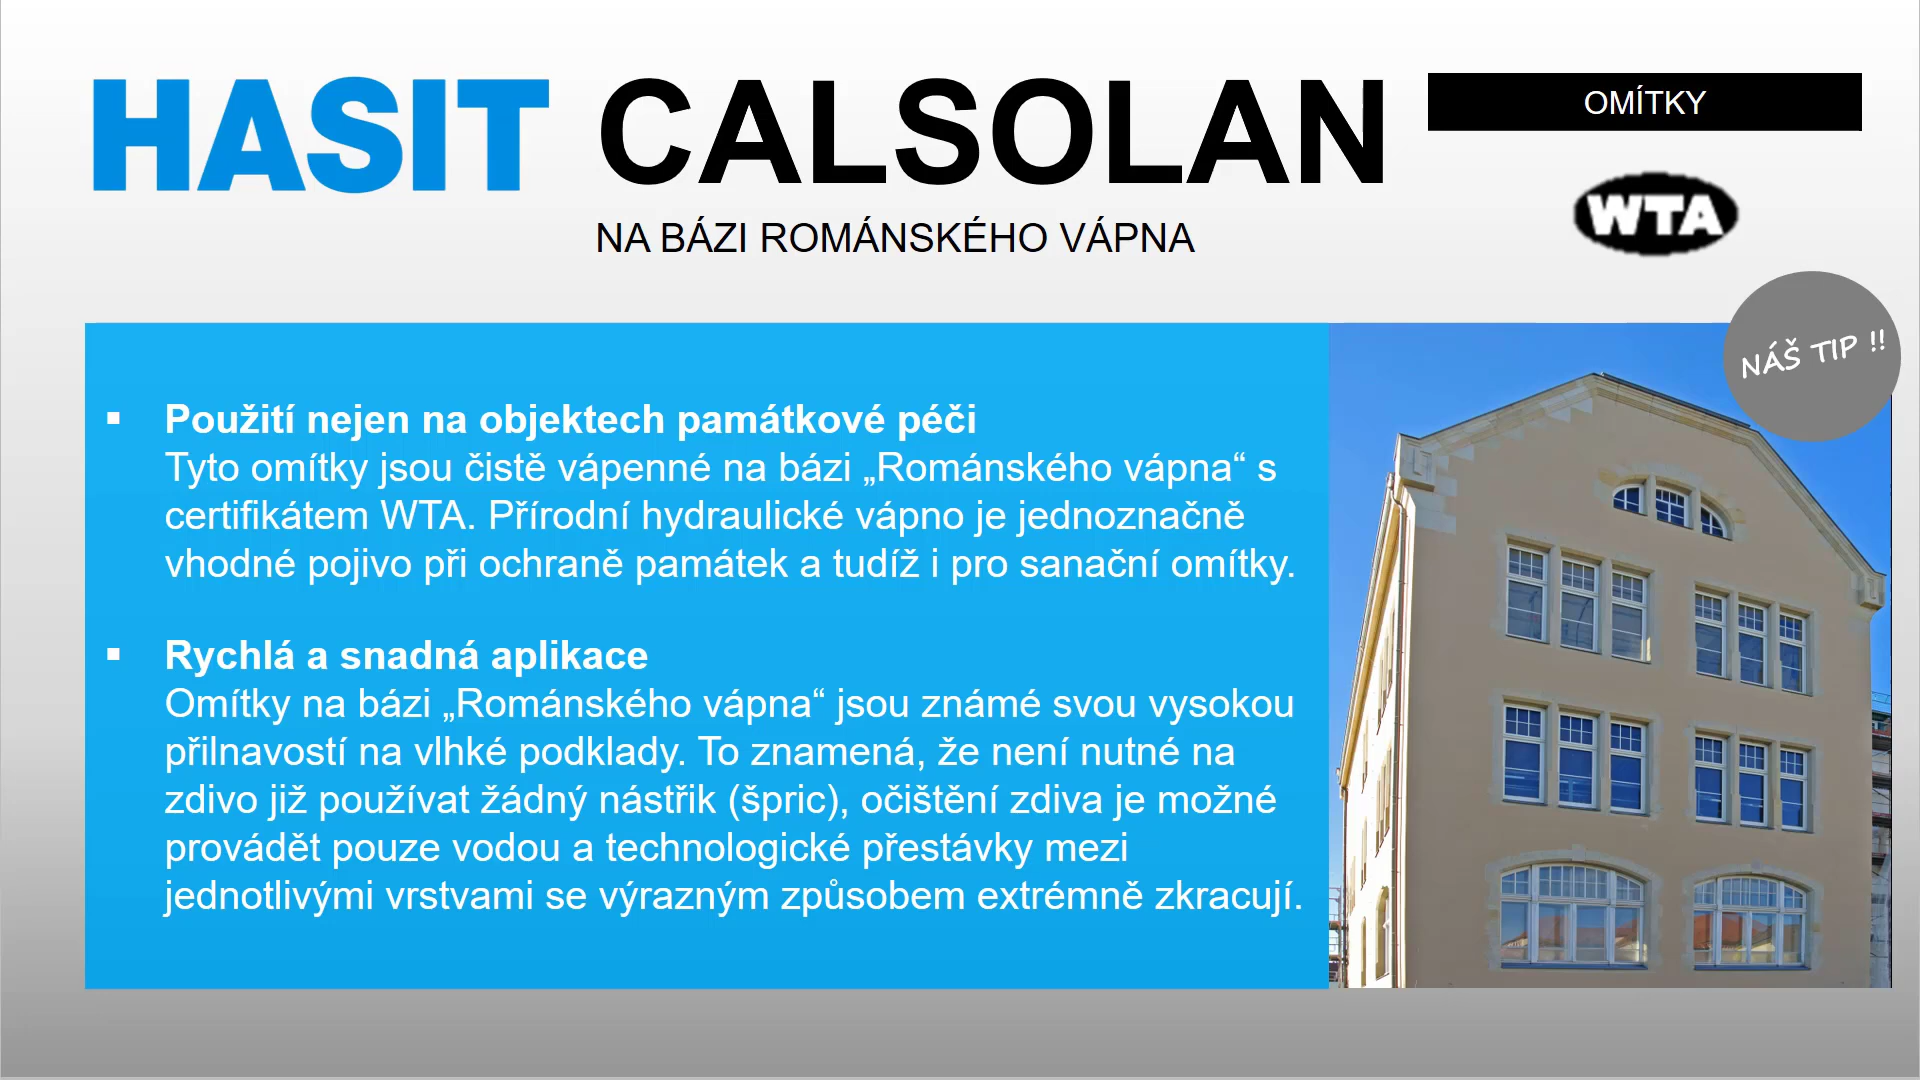 HASIT CALSOLAN
OMÍTKY
NA BÁZI ROMÁNSKÉHO VÁPNA
WTA
NÁŠ TIP !!
▪ Použití nejen na objektech památkové péči
Tyto omítky jsou čistě vápenné na bázi „Románského vápna“ s
certifikátem WTA. Přírodní hydraulické vápno je jednoznačně
vhodné pojivo při ochraně památek a tudíž i pro sanační omítky.
▪ Rychlá a snadná aplikace
Omítky na bázi „Románského vápna“ jsou známé svou vysokou
přilnavostí na vlhké podklady. To znamená, že není nutné na
zdivo již používat žádný nástřik (špric), očištění zdiva je možné
provádět pouze vodou a technologické přestávky mezi
jednotlivými vrstvami se výrazným způsobem extrémně zkracují.